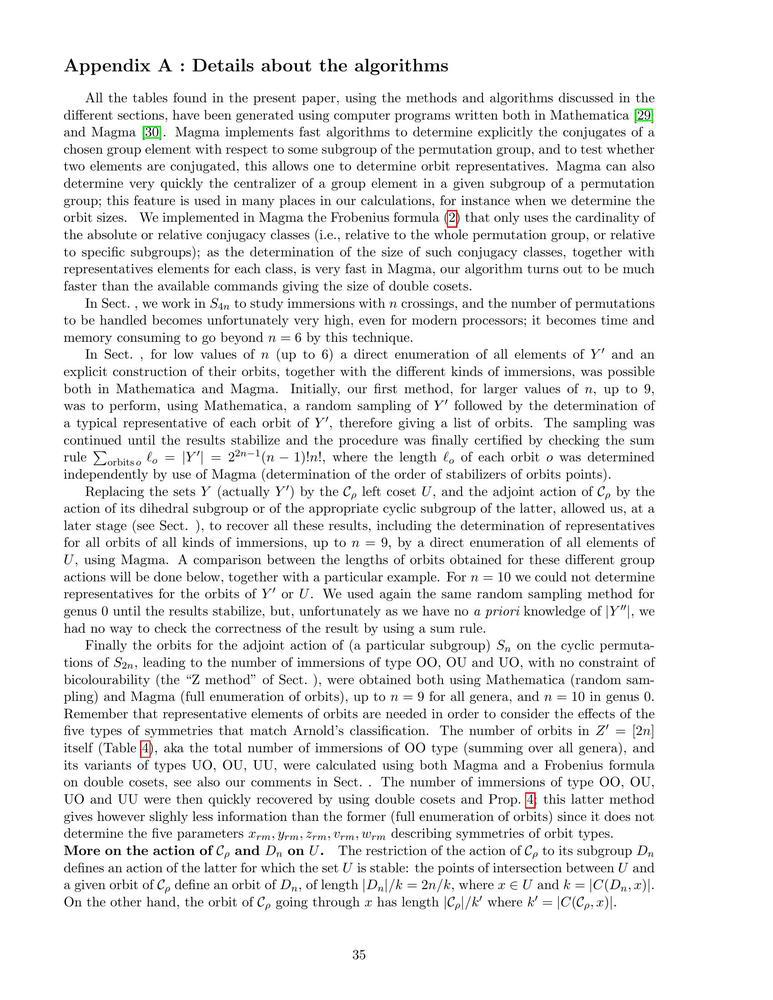 Appendix A : Details about the algorithms
All the tables found in the present paper, using the methods and algorithms discussed in the
different sections, have been generated using computer programs written both in Mathematica [29]
and Magma [30]. Magma implements fast algorithms to determine explicitly the conjugates of a
chosen group element with respect to some subgroup of the permutation group, and to test whether
two elements are conjugated, this allows one to determine orbit representatives. Magma can also
determine very quickly the centralizer of a group element in a given subgroup of a permutation
group; this feature is used in many places in our calculations, for instance when we determine the
orbit sizes. We implemented in Magma the Frobenius formula (2) that only uses the cardinality of
the absolute or relative conjugacy classes (i.e., relative to the whole permutation group, or relative
to specific subgroups); as the determination of the size of such conjugacy classes, together with
representatives elements for each class, is very fast in Magma, our algorithm turns out to be much
faster than the available commands giving the size of double cosets.
In Sect. , we work in $S_{4n}$ to study immersions with $n$ crossings, and the number of permutations
to be handled becomes unfortunately very high, even for modern processors; it becomes time and
memory consuming to go beyond $n = 6$ by this technique.
In Sect. , for low values of $n$ (up to 6) a direct enumeration of all elements of $Y'$ and an
explicit construction of their orbits, together with the different kinds of immersions, was possible
both in Mathematica and Magma. Initially, our first method, for larger values of $n$, up to 9,
was to perform, using Mathematica, a random sampling of $Y'$ followed by the determination of
a typical representative of each orbit of $Y'$, therefore giving a list of orbits. The sampling was
continued until the results stabilize and the procedure was finally certified by checking the sum
rule $\sum_{\text{orbits}\, o} \ell_o = |Y'| = 2^{2n-1}(n-1)!n!$, where the length $\ell_o$ of each orbit $o$ was determined
independently by use of Magma (determination of the order of stabilizers of orbits points).
Replacing the sets $Y$ (actually $Y'$) by the $\mathcal{C}_\rho$ left coset $U$, and the adjoint action of $\mathcal{C}_\rho$ by the
action of its dihedral subgroup or of the appropriate cyclic subgroup of the latter, allowed us, at a
later stage (see Sect. ), to recover all these results, including the determination of representatives
for all orbits of all kinds of immersions, up to $n = 9$, by a direct enumeration of all elements of
$U$, using Magma. A comparison between the lengths of orbits obtained for these different group
actions will be done below, together with a particular example. For $n = 10$ we could not determine
representatives for the orbits of $Y'$ or $U$. We used again the same random sampling method for
genus 0 until the results stabilize, but, unfortunately as we have no *a priori* knowledge of $|Y''|$, we
had no way to check the correctness of the result by using a sum rule.
Finally the orbits for the adjoint action of (a particular subgroup) $S_n$ on the cyclic permuta-
tions of $S_{2n}$, leading to the number of immersions of type OO, OU and UO, with no constraint of
bicolourability (the “Z method” of Sect. ), were obtained both using Mathematica (random sam-
pling) and Magma (full enumeration of orbits), up to $n = 9$ for all genera, and $n = 10$ in genus 0.
Remember that representative elements of orbits are needed in order to consider the effects of the
five types of symmetries that match Arnold’s classification. The number of orbits in $Z' = [2n]$
itself (Table 4), aka the total number of immersions of OO type (summing over all genera), and
its variants of types UO, OU, UU, were calculated using both Magma and a Frobenius formula
on double cosets, see also our comments in Sect. . The number of immersions of type OO, OU,
UO and UU were then quickly recovered by using double cosets and Prop. 4; this latter method
gives however slighly less information than the former (full enumeration of orbits) since it does not
determine the five parameters $x_{rm}, y_{rm}, z_{rm}, v_{rm}, w_{rm}$ describing symmetries of orbit types.
**More on the action of $\mathcal{C}_\rho$ and $D_n$ on $U$.** The restriction of the action of $\mathcal{C}_\rho$ to its subgroup $D_n$
defines an action of the latter for which the set $U$ is stable: the points of intersection between $U$ and
a given orbit of $\mathcal{C}_\rho$ define an orbit of $D_n$, of length $|D_n|/k = 2n/k$, where $x \in U$ and $k = |C(D_n, x)|$.
On the other hand, the orbit of $\mathcal{C}_\rho$ going through $x$ has length $|\mathcal{C}_\rho|/k'$ where $k' = |C(\mathcal{C}_\rho, x)|$.
35